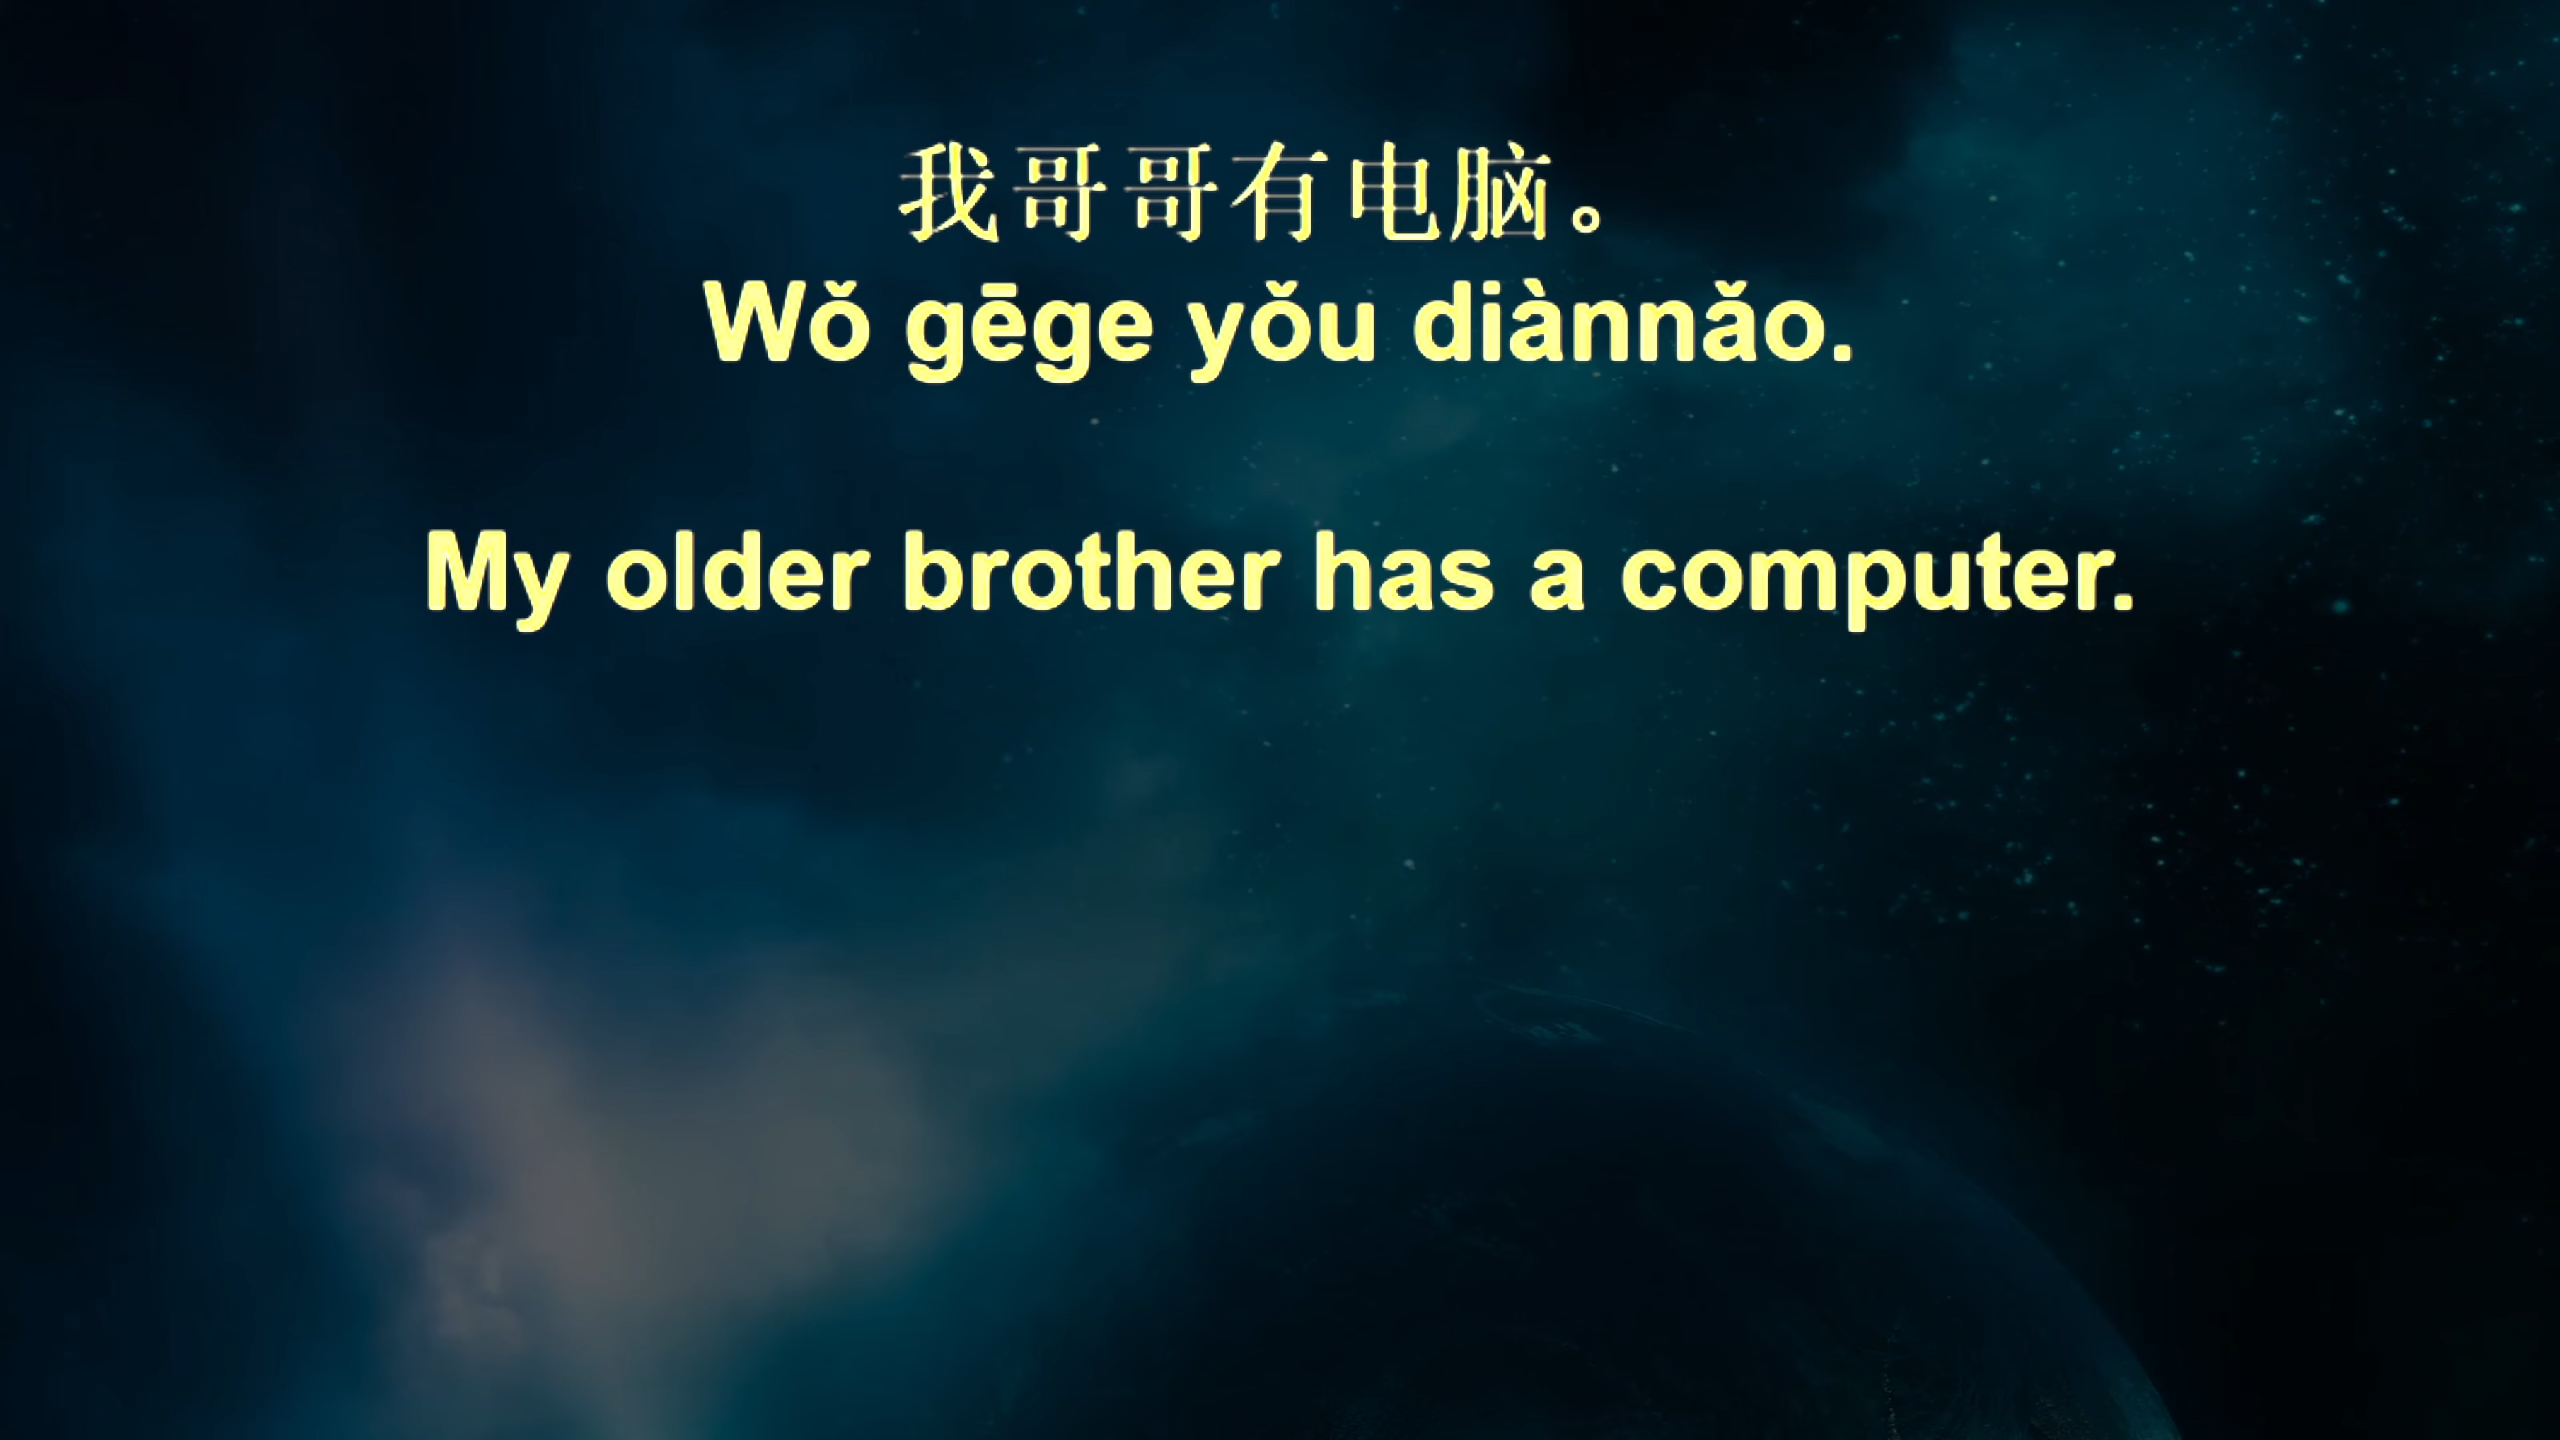 我哥哥有电脑。
Wǒ gēge yǒu diànnǎo.
My older brother has a computer.